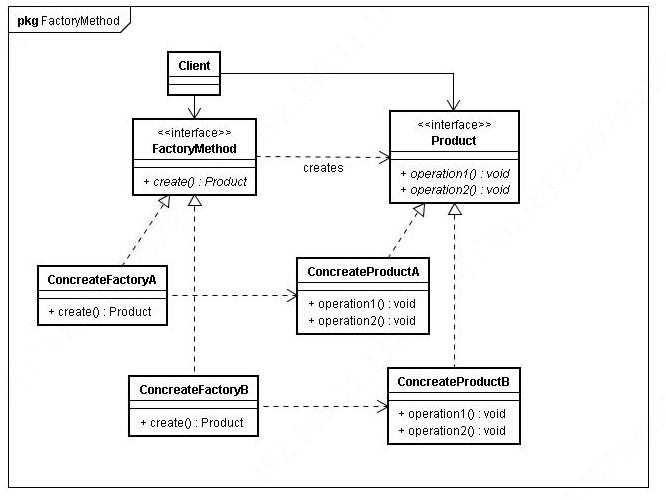 pkg FactoryMethod
Client
<<interface>>
FactoryMethod
+ create() : Product
<<interface>>
Product
+ operation1() : void
+ operation2() : void
creates
ConcreateFactoryA
+ create() : Product
ConcreateProductA
+ operation1() : void
+ operation2() : void
ConcreateFactoryB
+ create() : Product
ConcreateProductB
+ operation1() : void
+ operation2() : void